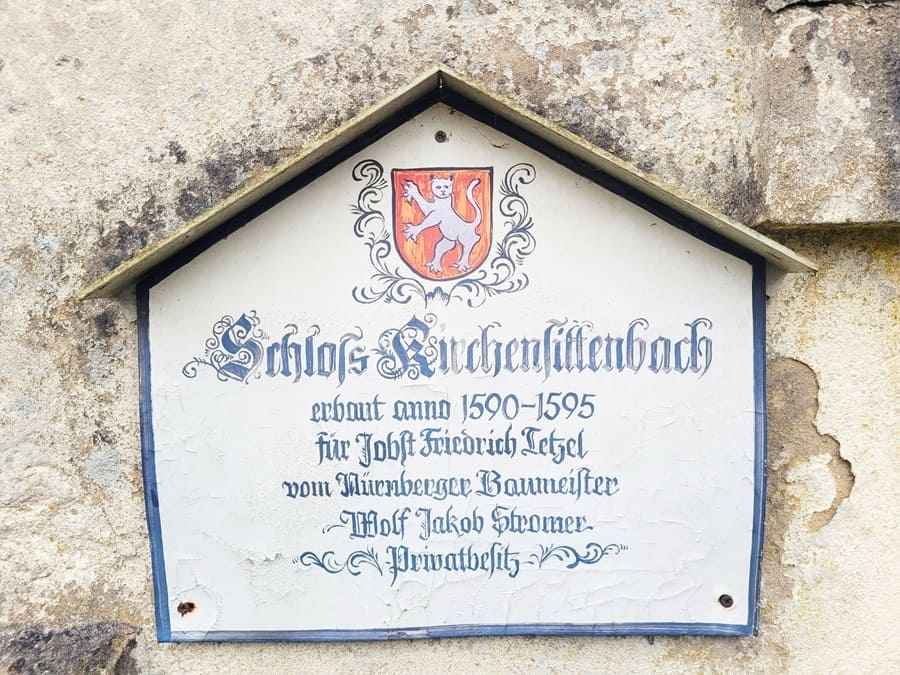 Schloſs Kirchenſittenbach
erbaut anno 1590-1595
für Jobſt Friedrich Tetzel
vom Nürnberger Baumeiſter
Wolf Jakob Stromer
Privatbeſitz